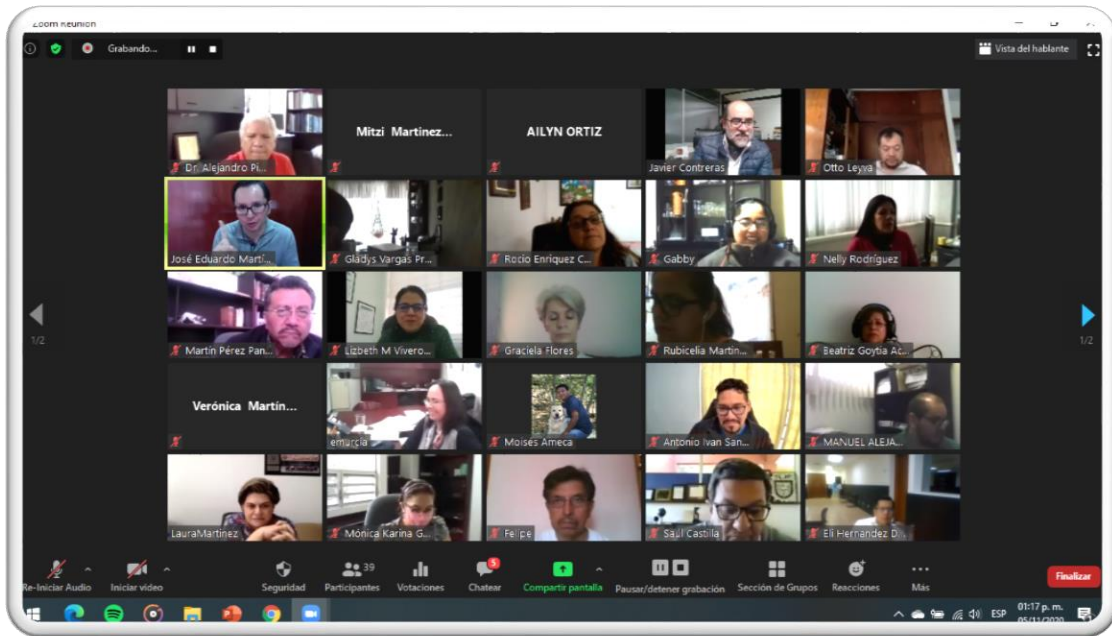 Zoom Reunión
Grabando...
Vista del hablante
Dr. Alejandro Pi...
Mitzi Martinez...
AILYN ORTIZ
Javier Contreras
Otto Leyva
José Eduardo Martí...
Gladys Vargas Pr...
Rocio Enriquez C...
Gabby
Nelly Rodríguez
1/2
Martín Pérez Pan...
Lizbeth M Vivero...
Graciela Flores
Rubicelia Martin...
Beatriz Goytia Ac...
1/2
Verónica Martín...
emurcia
Moises Ameca
Antonio Ivan San...
MANUEL ALEJA...
LauraMartinez
Mónica Karina G...
Felipe
Saúl Castilla
Eli Hernandez D...
Re-Iniciar Audio
Iniciar video
Seguridad
39
Participantes
Votaciones
5
Chatear
Compartir pantalla
Pausar/detener grabación
Sección de Grupos
Reacciones
Más
Finalizar
ESP
01:17 p. m.
05/11/2020